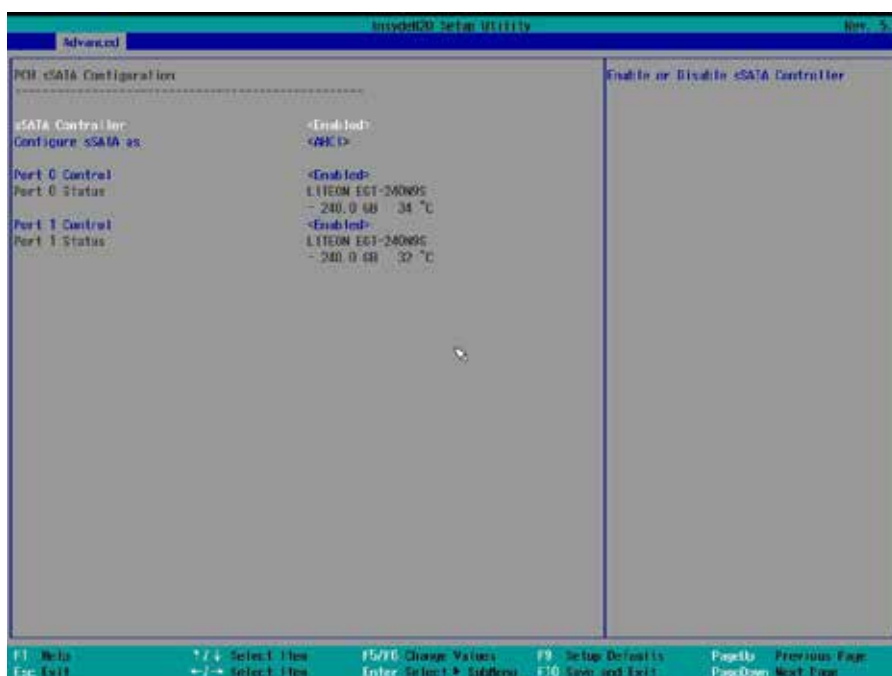 InsydeH20 Setup Utility Rev. 5.
Advanced
PCH sSATA Configuration Enable or Disable sSATA Controller
sSATA Controller <Enabled>
Configure sSATA as <AHCI>
Port 0 Control <Enabled>
Port 0 Status LITEON EGT-240N9S
- 240.0 GB 34 °C
Port 1 Control <Enabled>
Port 1 Status LITEON EGT-240N9S
- 240.0 GB 32 °C
F1 Help ↑/↓ Select Item F5/F6 Change Values F9 Setup Defaults PageUp Previous Page
Esc Exit ←/→ Select Item Enter Select ▶ SubMenu F10 Save and Exit PageDown Next Page